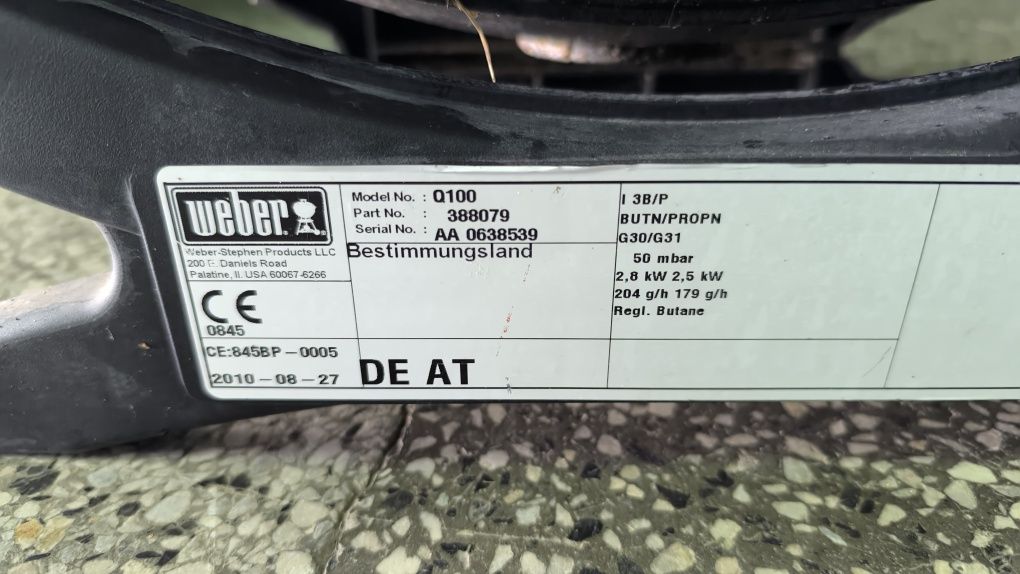 weber.
Weber-Stephen Products LLC
200 E. Daniels Road
Palatine, Il. USA 60067-6266
CE
0845
CE:845BP-0005
2010-08-27
Model No. : Q100
Part No. : 388079
Serial No. : AA 0638539
Bestimmungsland
DE AT
I 3B/P
BUTN/PROPN
G30/G31
50 mbar
2,8 kW 2,5 kW
204 g/h 179 g/h
Regl. Butane